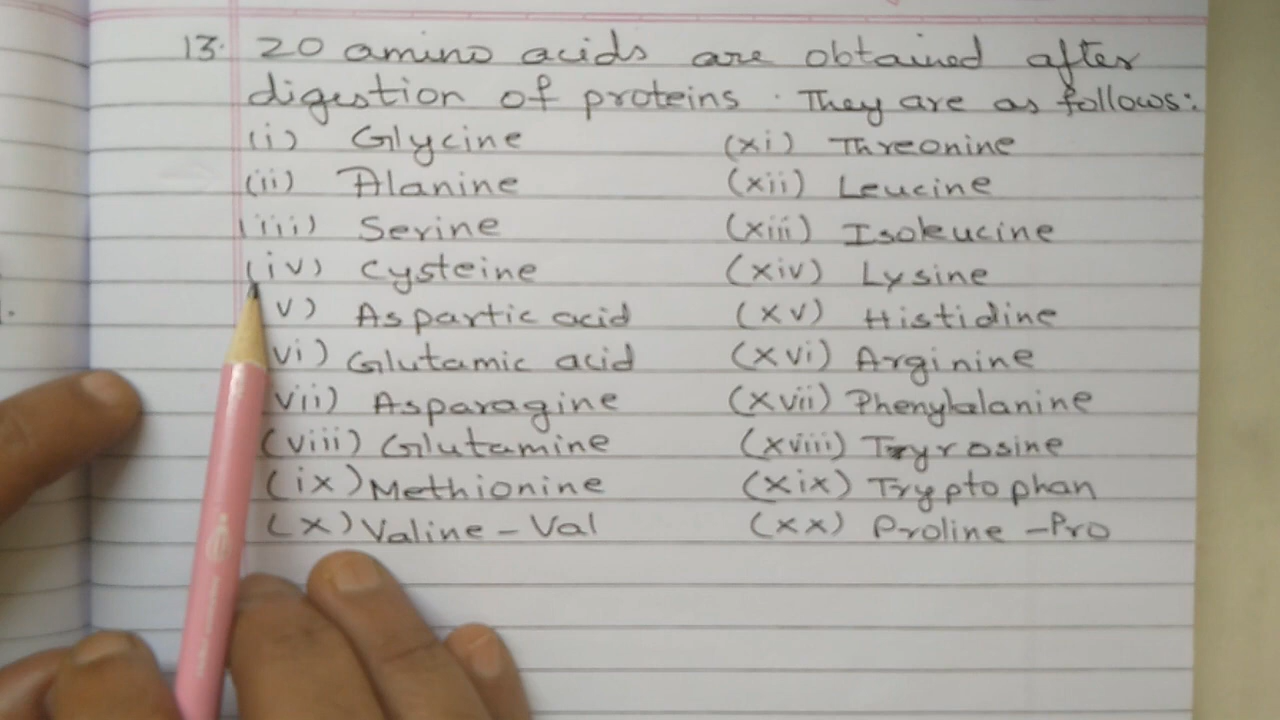 13. 20 amino acids are obtained after
digestion of proteins. They are as follows:
(i) Glycine (xi) Threonine
(ii) Alanine (xii) Leucine
(iii) Serine (xiii) Isoleucine
(iv) Cysteine (xiv) Lysine
v) Aspartic acid (xv) Histidine
vi) Glutamic acid (xvi) Arginine
vii) Asparagine (xvii) Phenylalanine
(viii) Glutamine (xviii) Tyrosine
(ix) Methionine (xix) Tryptophan
(x) Valine - Val (xx) Proline - Pro